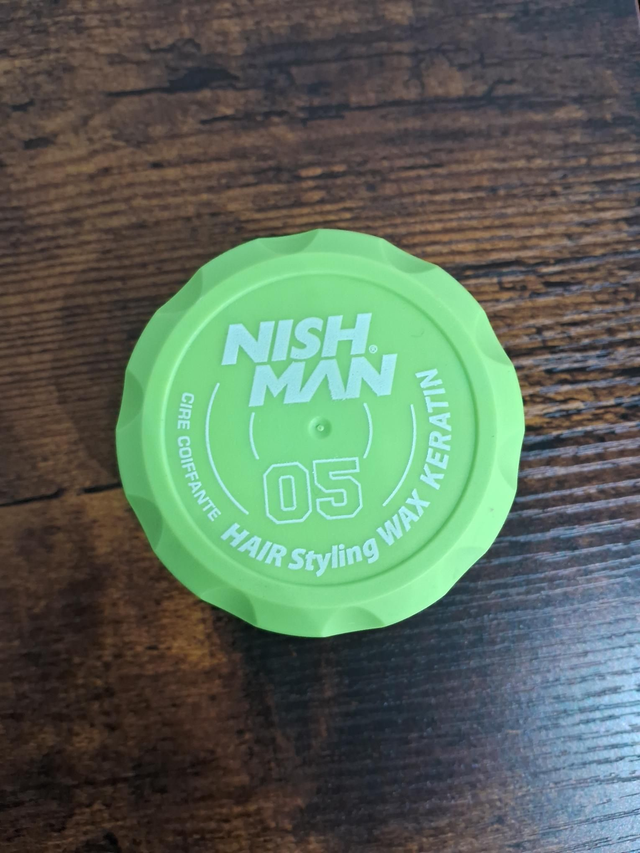 NISH
MAN®
05
CIRE COIFFANTE
HAIR Styling WAX KERATIN